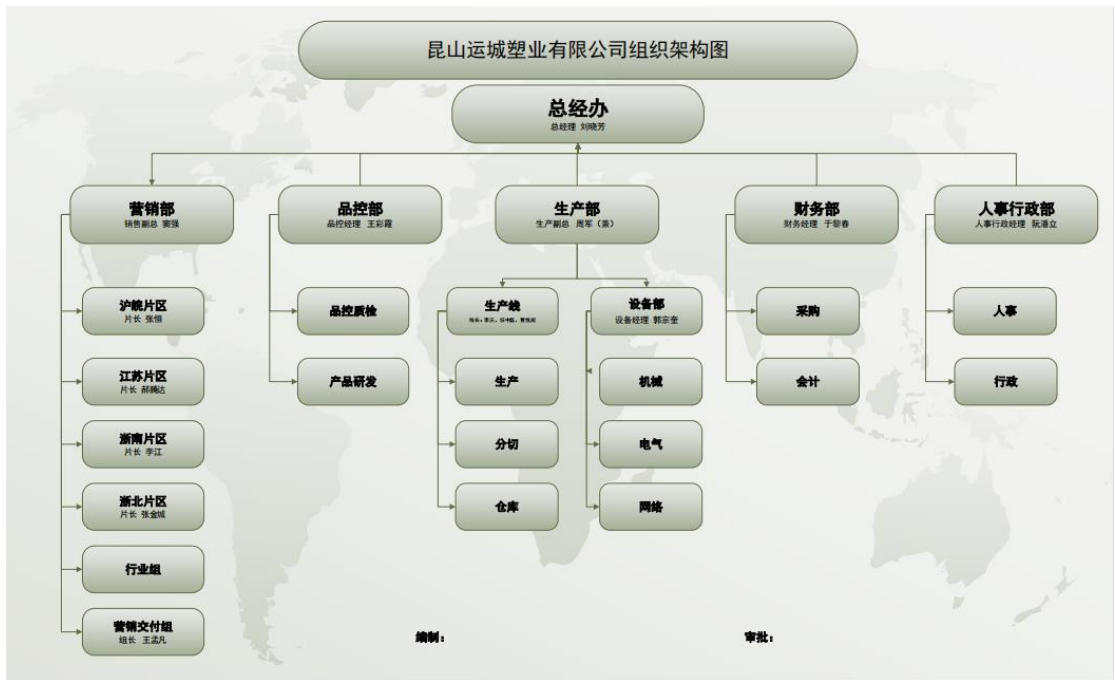 昆山运城塑业有限公司组织架构图
总经办
总经理 刘晓芳
营销部
销售副总 窦强
品控部
品控经理 王彩霞
生产部
生产副总 周军（兼）
财务部
财务经理 于黎春
人事行政部
人事行政经理 阮潘立
沪皖片区
片长 张恒
江苏片区
片长 郝腾达
浙南片区
片长 李江
浙北片区
片长 张金城
行业组
营销交付组
组长 王孟凡
品控质检
产品研发
生产线
生产
分切
仓库
设备部
设备经理 郭宗奎
机械
电气
网络
采购
会计
人事
行政
编制：
审批：